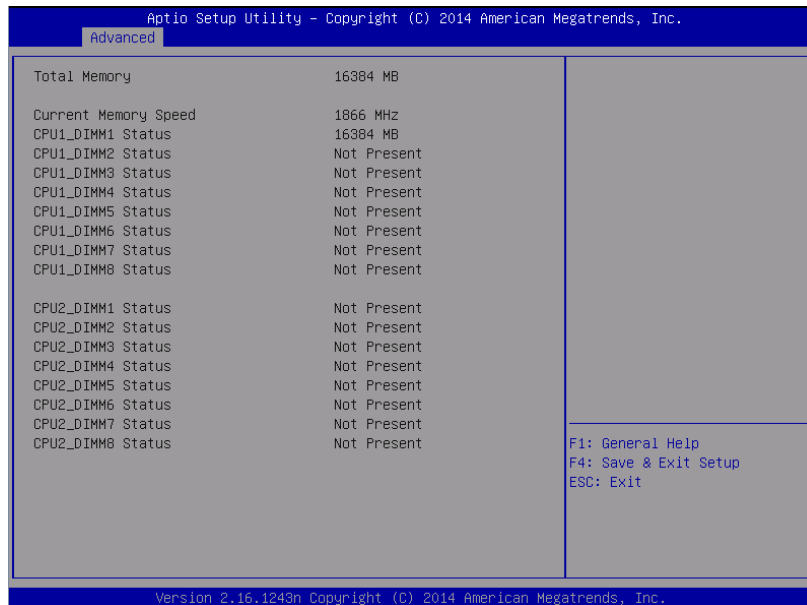 Aptio Setup Utility – Copyright (C) 2014 American Megatrends, Inc.
Advanced
Total Memory 16384 MB
Current Memory Speed 1866 MHz
CPU1_DIMM1 Status 16384 MB
CPU1_DIMM2 Status Not Present
CPU1_DIMM3 Status Not Present
CPU1_DIMM4 Status Not Present
CPU1_DIMM5 Status Not Present
CPU1_DIMM6 Status Not Present
CPU1_DIMM7 Status Not Present
CPU1_DIMM8 Status Not Present
CPU2_DIMM1 Status Not Present
CPU2_DIMM2 Status Not Present
CPU2_DIMM3 Status Not Present
CPU2_DIMM4 Status Not Present
CPU2_DIMM5 Status Not Present
CPU2_DIMM6 Status Not Present
CPU2_DIMM7 Status Not Present
CPU2_DIMM8 Status Not Present
F1: General Help
F4: Save & Exit Setup
ESC: Exit
Version 2.16.1243n Copyright (C) 2014 American Megatrends, Inc.